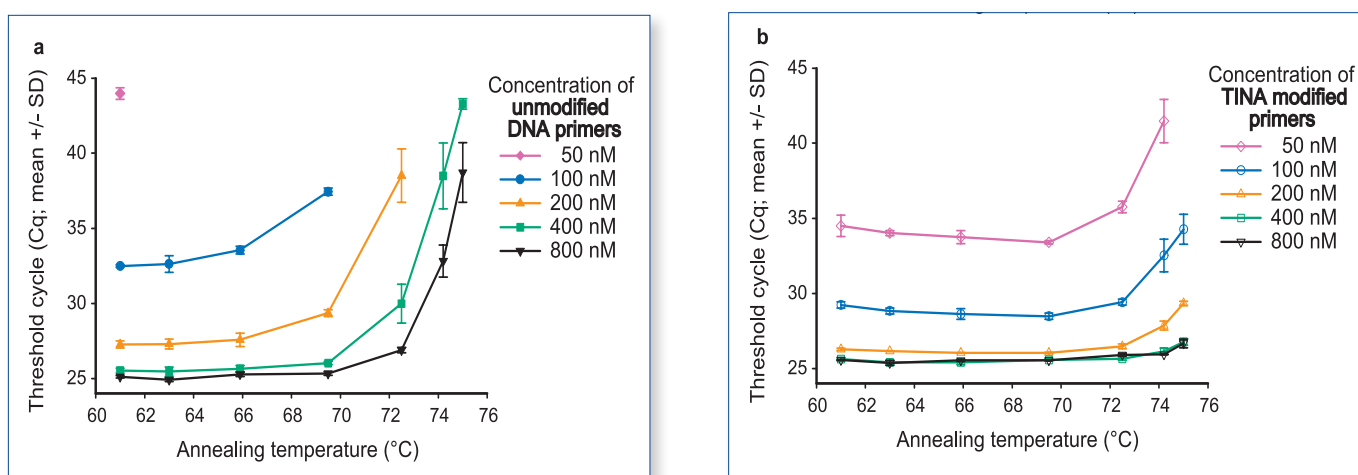 a
Threshold cycle (Cq; mean +/- SD)
45
40
35
30
25
60 62 64 66 68 70 72 74 76
Annealing temperature (°C)
Concentration of
unmodified
DNA primers
50 nM
100 nM
200 nM
400 nM
800 nM
b
Threshold cycle (Cq; mean +/- SD)
45
40
35
30
25
60 62 64 66 68 70 72 74 76
Annealing temperature (°C)
Concentration of
TINA modified
primers
50 nM
100 nM
200 nM
400 nM
800 nM